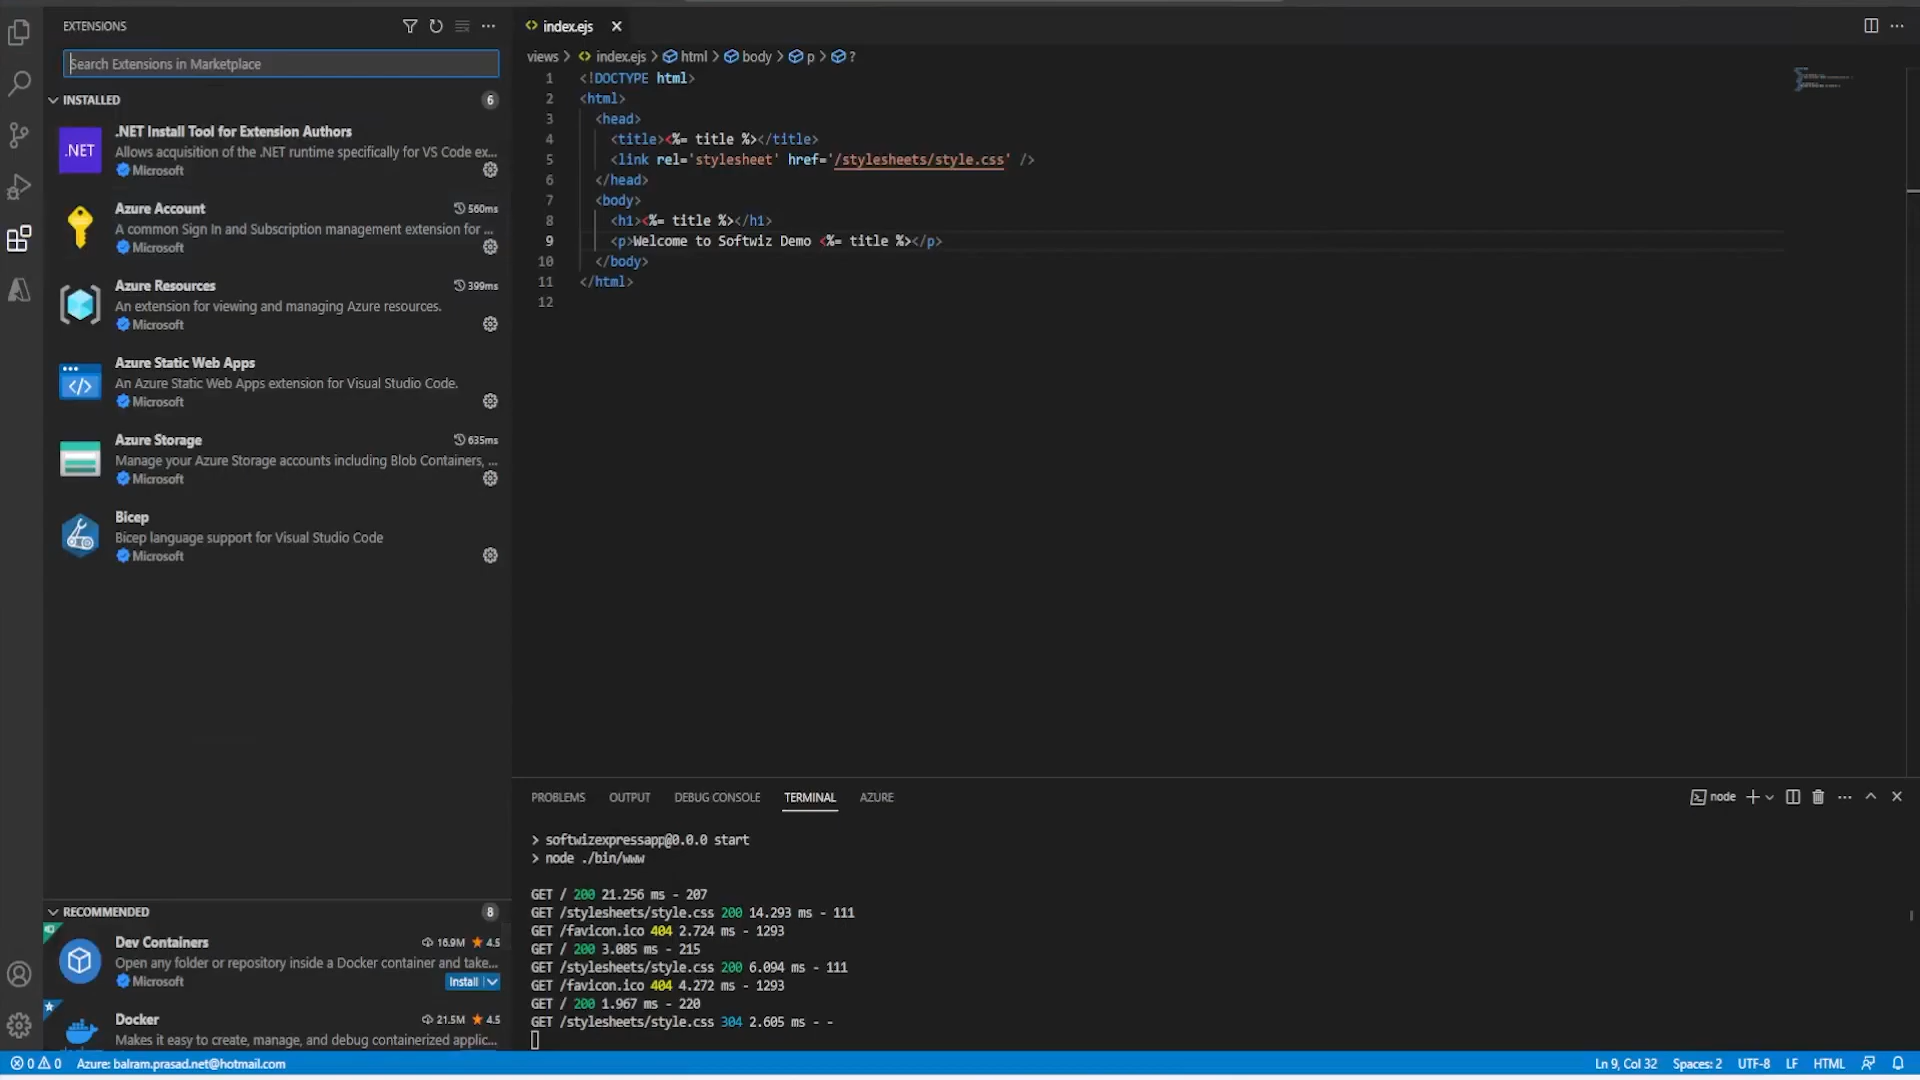 EXTENSIONS
Search Extensions in Marketplace
INSTALLED
6
.NET
.NET Install Tool for Extension Authors
Allows acquisition of the .NET runtime specifically for VS Code ex...
Microsoft
Azure Account
560ms
A common Sign In and Subscription management extension for ...
Microsoft
Azure Resources
399ms
An extension for viewing and managing Azure resources.
Microsoft
Azure Static Web Apps
An Azure Static Web Apps extension for Visual Studio Code.
Microsoft
Azure Storage
635ms
Manage your Azure Storage accounts including Blob Containers, ...
Microsoft
Bicep
Bicep language support for Visual Studio Code
Microsoft
RECOMMENDED
8
Dev Containers
16.9M ★ 4.5
Open any folder or repository inside a Docker container and take...
Microsoft
Install
Docker
21.5M ★ 4.5
Makes it easy to create, manage, and debug containerized applic...
index.ejs
views > index.ejs > html > body > p > ?
1 <!DOCTYPE html>
2 <html>
3 <head>
4 <title><%= title %></title>
5 <link rel='stylesheet' href='/stylesheets/style.css' />
6 </head>
7 <body>
8 <h1><%= title %></h1>
9 <p>Welcome to Softwiz Demo <%= title %></p>
10 </body>
11 </html>
12
PROBLEMS OUTPUT DEBUG CONSOLE TERMINAL AZURE
node
> softwizexpressapp@0.0.0 start
> node ./bin/www
GET / 200 21.256 ms - 207
GET /stylesheets/style.css 200 14.293 ms - 111
GET /favicon.ico 404 2.724 ms - 1293
GET / 200 3.085 ms - 215
GET /stylesheets/style.css 200 6.094 ms - 111
GET /favicon.ico 404 4.272 ms - 1293
GET / 200 1.967 ms - 220
GET /stylesheets/style.css 304 2.605 ms - -
0 0 Azure: balram.prasad.net@hotmail.com
Ln 9, Col 32 Spaces: 2 UTF-8 LF HTML